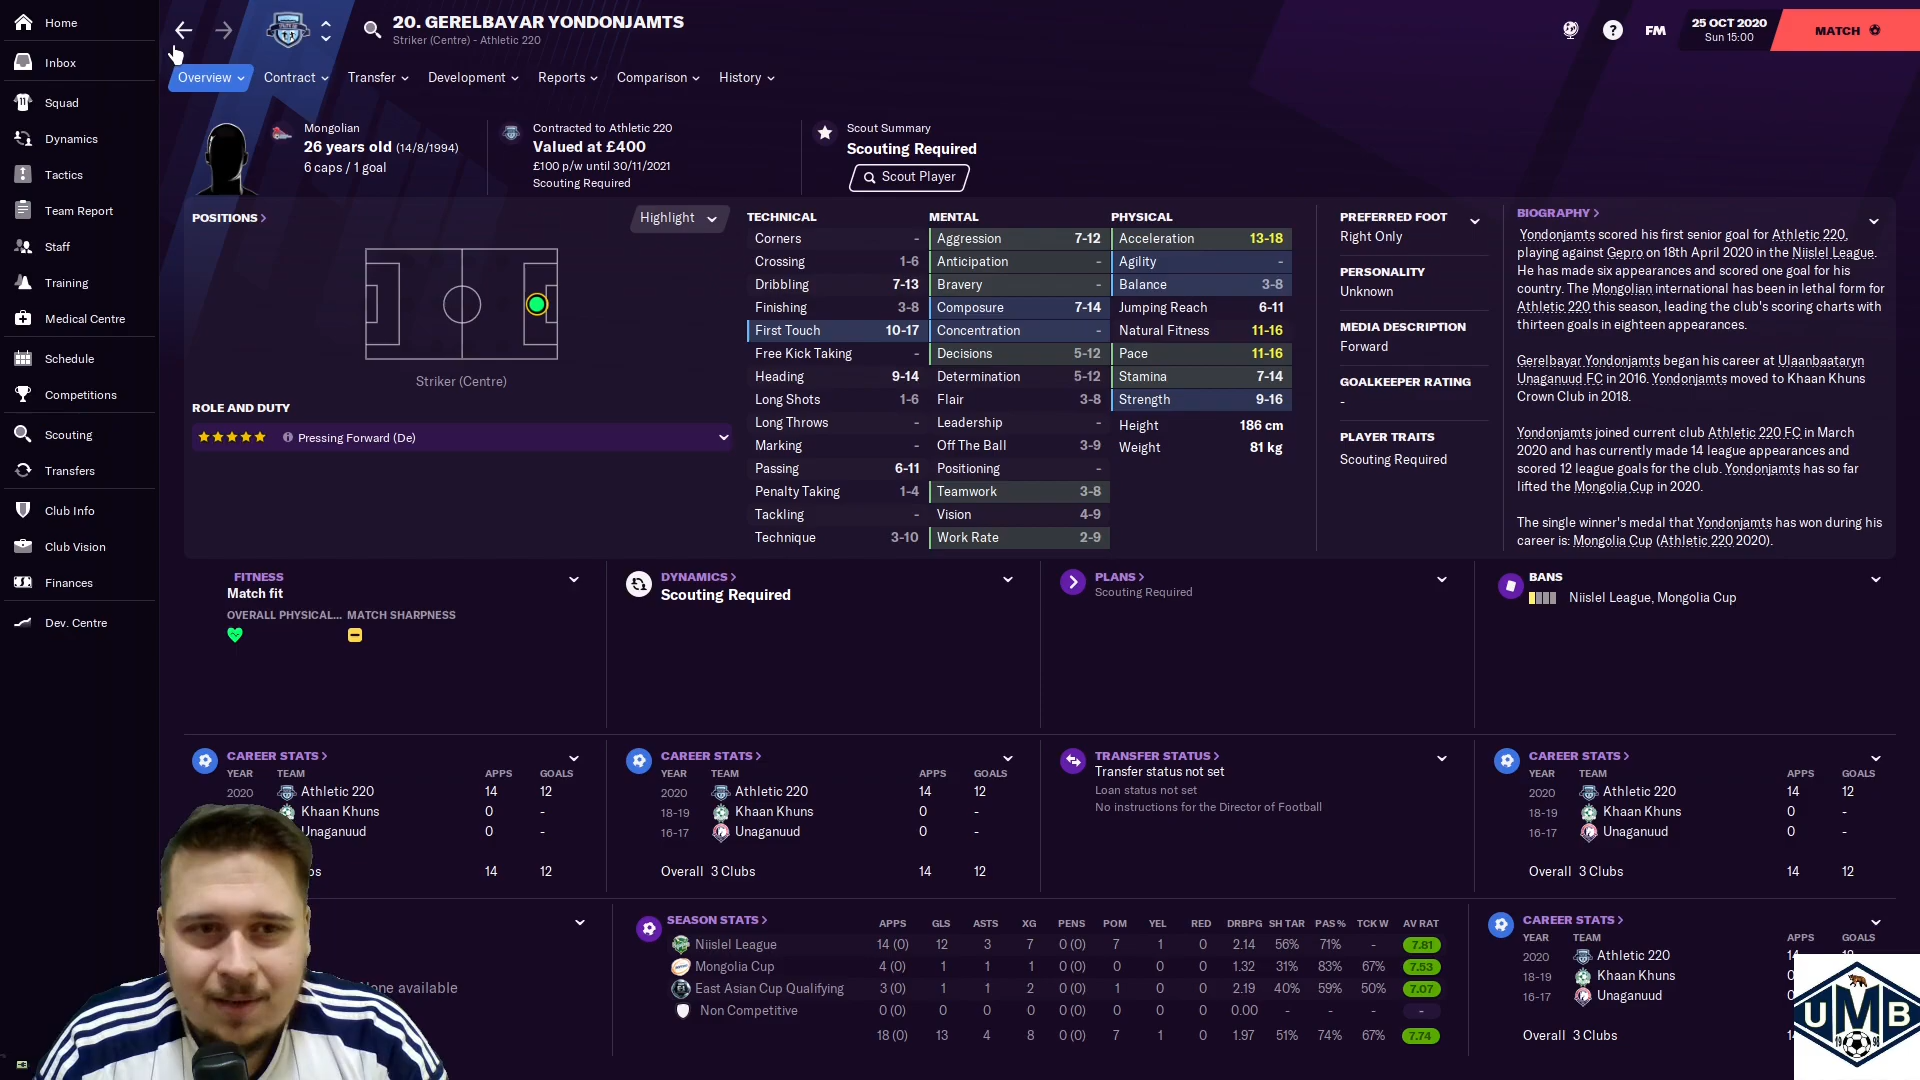 Home
Inbox
Squad
Dynamics
Tactics
Team Report
Staff
Training
Medical Centre
Schedule
Competitions
Scouting
Transfers
Club Info
Club Vision
Finances
Dev. Centre
20. GERELBAYAR YONDONJAMTS
Striker (Centre) - Athletic 220
FM
25 OCT 2020
Sun 15:00
MATCH
Overview
Contract
Transfer
Development
Reports
Comparison
History
Mongolian
26 years old (14/8/1994)
6 caps / 1 goal
Contracted to Athletic 220
Valued at £400
£100 p/w until 30/11/2021
Scouting Required
Scout Summary
Scouting Required
Scout Player
POSITIONS >
Highlight
Striker (Centre)
ROLE AND DUTY
Pressing Forward (De)
TECHNICAL
Corners -
Crossing 1-6
Dribbling 7-13
Finishing 3-8
First Touch 10-17
Free Kick Taking -
Heading 9-14
Long Shots 1-6
Long Throws -
Marking -
Passing 6-11
Penalty Taking 1-4
Tackling -
Technique 3-10
MENTAL
Aggression 7-12
Anticipation -
Bravery -
Composure 7-14
Concentration -
Decisions 5-12
Determination 5-12
Flair 3-8
Leadership -
Off The Ball 3-9
Positioning -
Teamwork 3-8
Vision 4-9
Work Rate 2-9
PHYSICAL
Acceleration 13-18
Agility -
Balance 3-8
Jumping Reach 6-11
Natural Fitness 11-16
Pace 11-16
Stamina 7-14
Strength 9-16
Height 186 cm
Weight 81 kg
PREFERRED FOOT
Right Only
PERSONALITY
Unknown
MEDIA DESCRIPTION
Forward
GOALKEEPER RATING
-
PLAYER TRAITS
Scouting Required
BIOGRAPHY >
Yondonjamts scored his first senior goal for Athletic 220,
playing against Gepro on 18th April 2020 in the Niislel League.
He has made six appearances and scored one goal for his
country. The Mongolian international has been in lethal form for
Athletic 220 this season, leading the club's scoring charts with
thirteen goals in eighteen appearances.
Gerelbayar Yondonjamts began his career at Ulaanbaataryn
Unaganuud FC in 2016. Yondonjamts moved to Khaan Khuns
Crown Club in 2018.
Yondonjamts joined current club Athletic 220 FC in March
2020 and has currently made 14 league appearances and
scored 12 league goals for the club. Yondonjamts has so far
lifted the Mongolia Cup in 2020.
The single winner's medal that Yondonjamts has won during his
career is: Mongolia Cup (Athletic 220 2020).
FITNESS
Match fit
OVERALL PHYSICAL... MATCH SHARPNESS
DYNAMICS >
Scouting Required
PLANS >
Scouting Required
BANS
Niislel League, Mongolia Cup
CAREER STATS >
YEAR TEAM APPS GOALS
2020 Athletic 220 14 12
Khaan Khuns 0 -
Unaganuud 0 -
bs 14 12
CAREER STATS >
YEAR TEAM APPS GOALS
2020 Athletic 220 14 12
18-19 Khaan Khuns 0 -
16-17 Unaganuud 0 -
Overall 3 Clubs 14 12
TRANSFER STATUS >
Transfer status not set
Loan status not set
No instructions for the Director of Football
CAREER STATS >
YEAR TEAM APPS GOALS
2020 Athletic 220 14 12
18-19 Khaan Khuns 0 -
16-17 Unaganuud 0 -
Overall 3 Clubs 14 12
None available
SEASON STATS > APPS GLS ASTS XG PENS POM YEL RED DRBPG SH TAR PAS % TCK W AV RAT
Niislel League 14 (0) 12 3 7 0 (0) 7 1 0 2.14 56% 71% - 7.81
Mongolia Cup 4 (0) 1 1 1 0 (0) 0 0 0 1.32 31% 83% 67% 7.53
East Asian Cup Qualifying 3 (0) 1 1 2 0 (0) 1 0 0 2.19 40% 59% 50% 7.07
Non Competitive 0 (0) 0 0 0 0 (0) 0 0 0 0.00 - - - -
18 (0) 13 4 8 0 (0) 7 1 0 1.97 51% 74% 67% 7.74
CAREER STATS >
YEAR TEAM APPS GOALS
2020 Athletic 220
18-19 Khaan Khuns
16-17 Unaganuud
Overall 3 Clubs
UMB
19 98